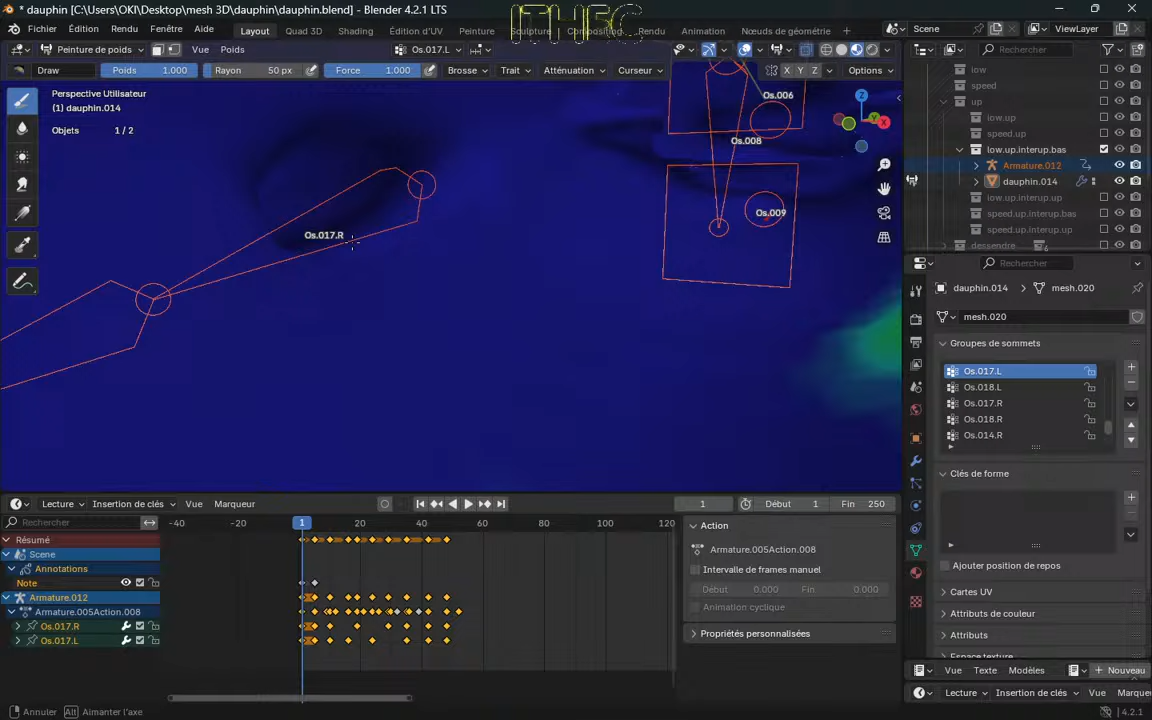 * dauphin [C:\Users\OKI\Desktop\mesh 3D\dauphin\dauphin.blend] - Blender 4.2.1 LTS
ITHEC
Fichier Édition Rendu Fenêtre Aide Layout Quad 3D Shading Éditeur UV Peinture Sculpture Compositing Rendu Animation Nœuds de géométrie Scene ViewLayer
Peinture de poids Vue Poids Os.017.L Rechercher
Draw Poids 1.000 Rayon 50 px Force 1.000 Brosse Trait Atténuation Curseur X Y Z Options
low
speed
up
low.up
speed.up
low.up.interup.bas
Armature.012
dauphin.014
low.up.interup.up
speed.up.interup.bas
speed.up.interup.up
dessendre
Perspective Utilisateur
(1) dauphin.014
Objets 1 / 2
Os.006
Os.008
Os.009
Os.017.R
Z
Y
X
Rechercher
dauphin.014 mesh.020
mesh.020
Groupes de sommets
Os.017.L
Os.018.L
Os.017.R
Os.018.R
Os.014.R
Clés de forme
Ajouter position de repos
Cartes UV
Attributs de couleur
Attributs
Espace texture
Vue Texte Modèles Nouveau
Lecture Insertion de clés Vue Marque
Lecture Insertion de clés Vue Marqueur 1 Début 1 Fin 250
Rechercher -40 -20 1 20 40 60 80 100 120
Résumé
Scene
Annotations
Note
Armature.012
Armature.005Action.008
Os.017.R
Os.017.L
Action
Armature.005Action.008
Intervalle de frames manuel
Début 0.000 Fin 0.000
Animation cyclique
Propriétés personnalisées
Annuler Alt Aimanter l'axe 4.2.1